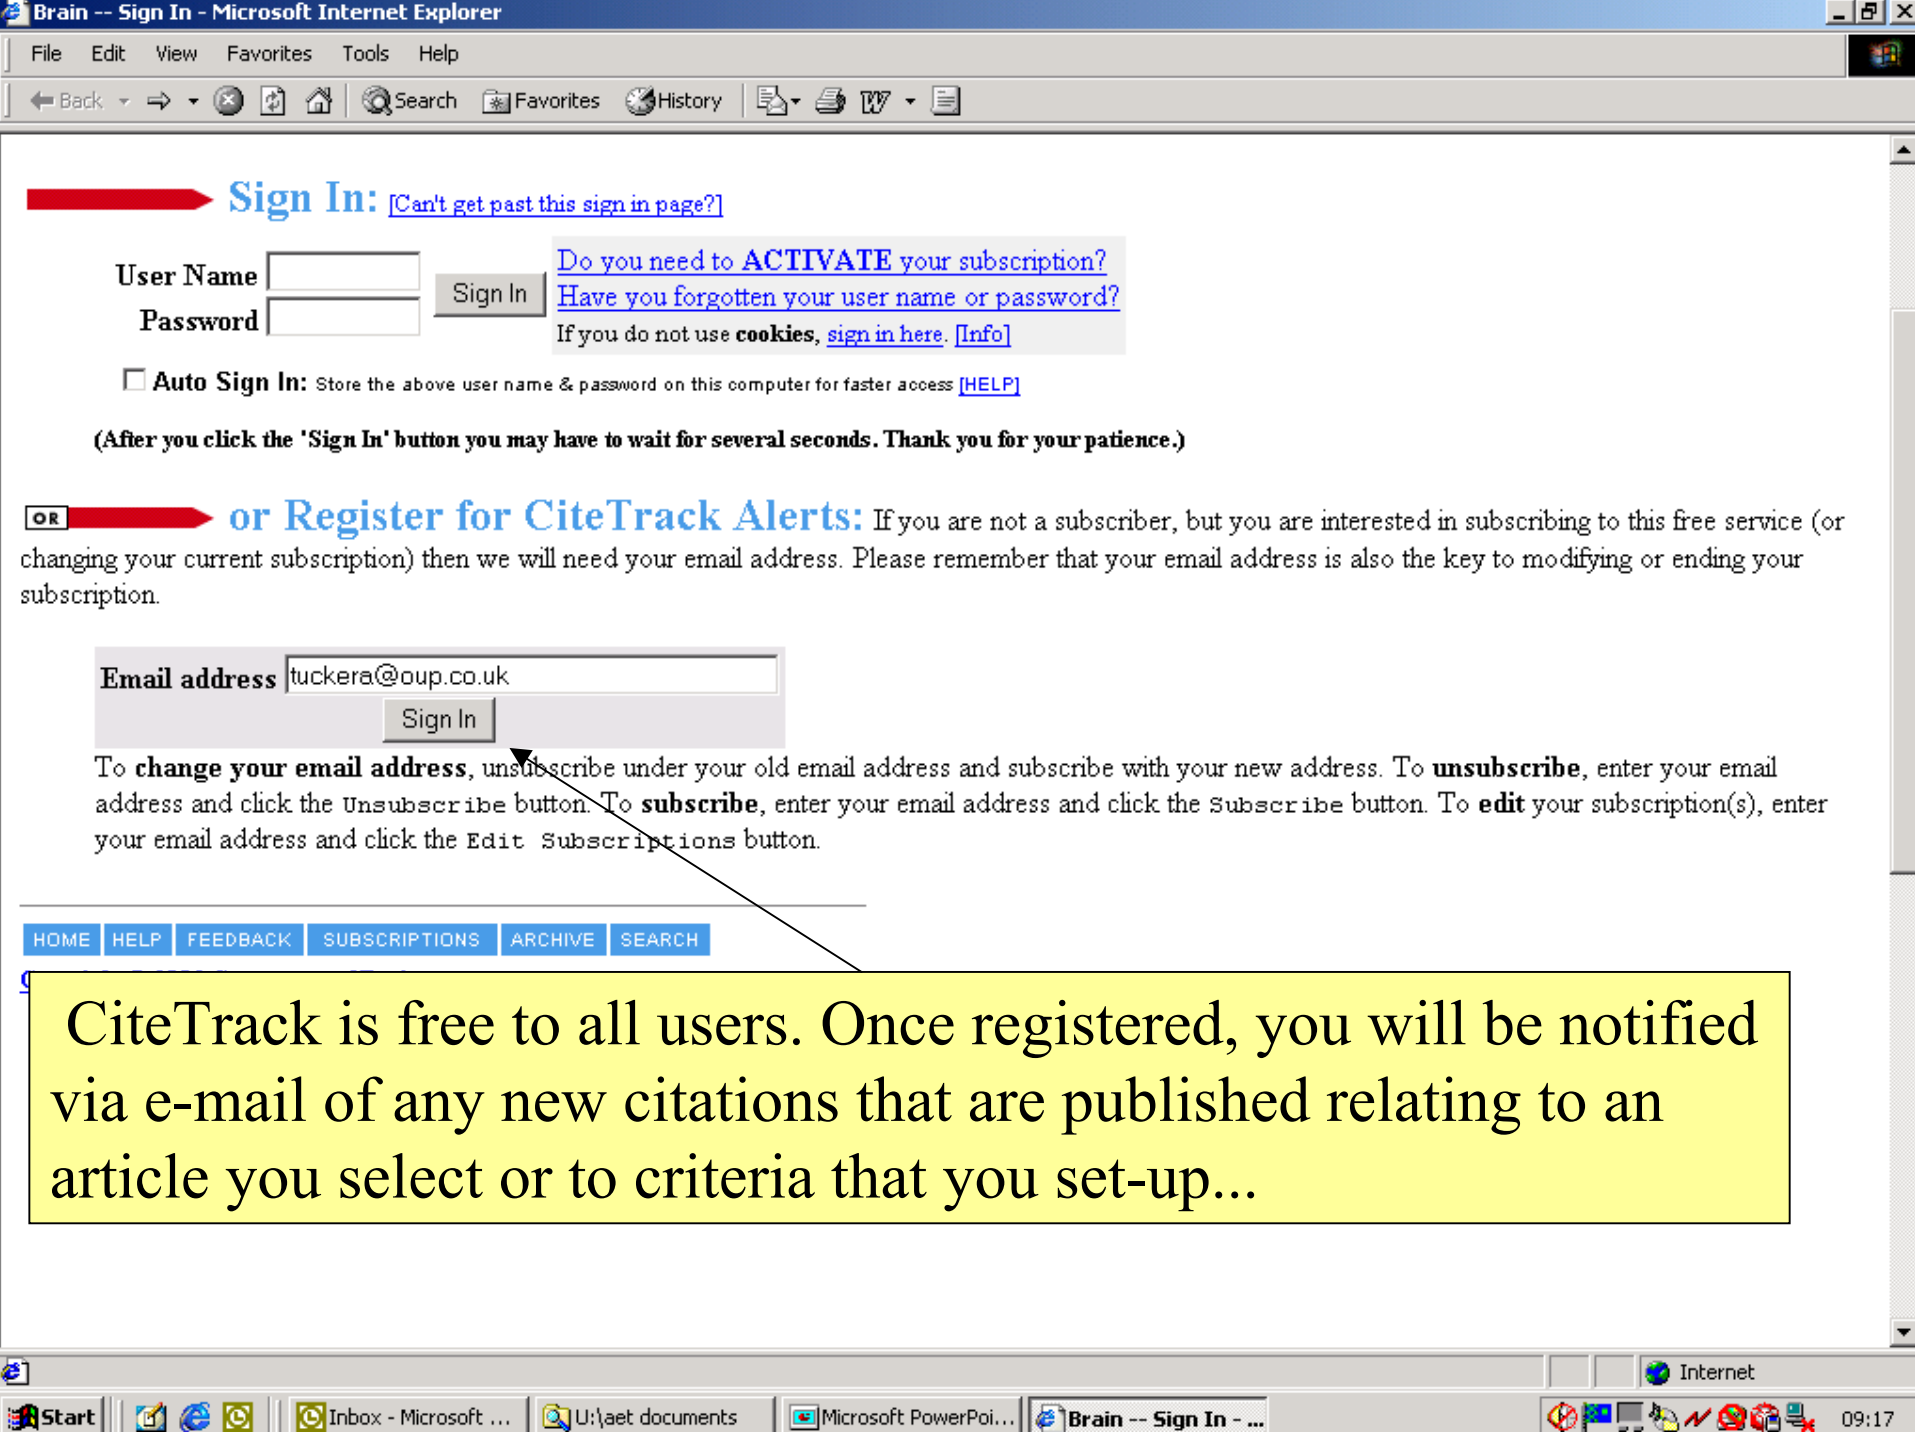 Brain -- Sign In - Microsoft Internet Explorer
File Edit View Favorites Tools Help
Back Search Favorites History
Sign In: [Can't get past this sign in page?]
User Name
Password
Sign In
Do you need to ACTIVATE your subscription?
Have you forgotten your user name or password?
If you do not use cookies, sign in here. [Info]
Auto Sign In: Store the above user name & password on this computer for faster access [HELP]
(After you click the 'Sign In' button you may have to wait for several seconds. Thank you for your patience.)
OR or Register for CiteTrack Alerts: If you are not a subscriber, but you are interested in subscribing to this free service (or
changing your current subscription) then we will need your email address. Please remember that your email address is also the key to modifying or ending your
subscription.
Email address tuckera@oup.co.uk
Sign In
To change your email address, unsubscribe under your old email address and subscribe with your new address. To unsubscribe, enter your email
address and click the Unsubscribe button. To subscribe, enter your email address and click the Subscribe button. To edit your subscription(s), enter
your email address and click the Edit Subscriptions button.
HOME HELP FEEDBACK SUBSCRIPTIONS ARCHIVE SEARCH
CiteTrack is free to all users. Once registered, you will be notified
via e-mail of any new citations that are published relating to an
article you select or to criteria that you set-up...
Internet
Start Inbox - Microsoft ... U:\aet documents Microsoft PowerPoi... Brain -- Sign In - ... 09:17